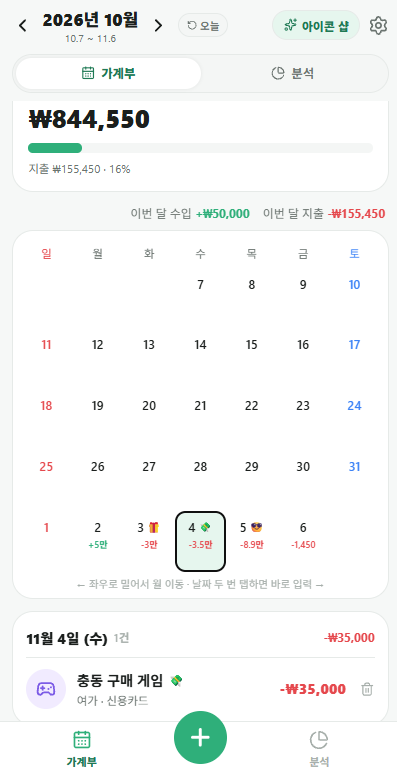 2026년 10월
10.7 ~ 11.6
오늘
아이콘 샵
가계부
분석
₩844,550
지출 ₩155,450 · 16%
이번 달 수입 +₩50,000 이번 달 지출 -₩155,450
일 월 화 수 목 금 토
7 8 9 10
11 12 13 14 15 16 17
18 19 20 21 22 23 24
25 26 27 28 29 30 31
1 2 3 🎁 4 💸 5 😎 6
+5만 -3만 -3.5만 -8.9만 -1,450
← 좌우로 밀어서 월 이동 · 날짜 두 번 탭하면 바로 입력 →
11월 4일 (수) 1건 -₩35,000
충동 구매 게임 💸
여가 · 신용카드
-₩35,000
가계부
분석